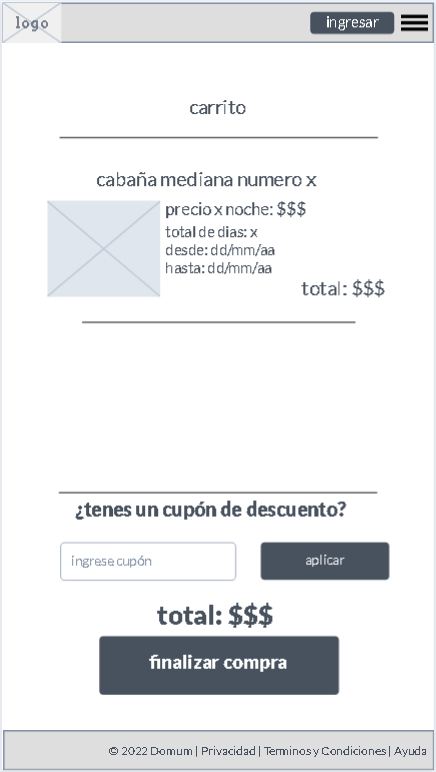 logo
ingresar
carrito
cabaña mediana numero x
precio x noche: $$$
total de dias: x
desde: dd/mm/aa
hasta: dd/mm/aa
total: $$$
¿tenes un cupón de descuento?
ingrese cupón
aplicar
total: $$$
finalizar compra
© 2022 Domum | Privacidad | Terminos y Condiciones | Ayuda